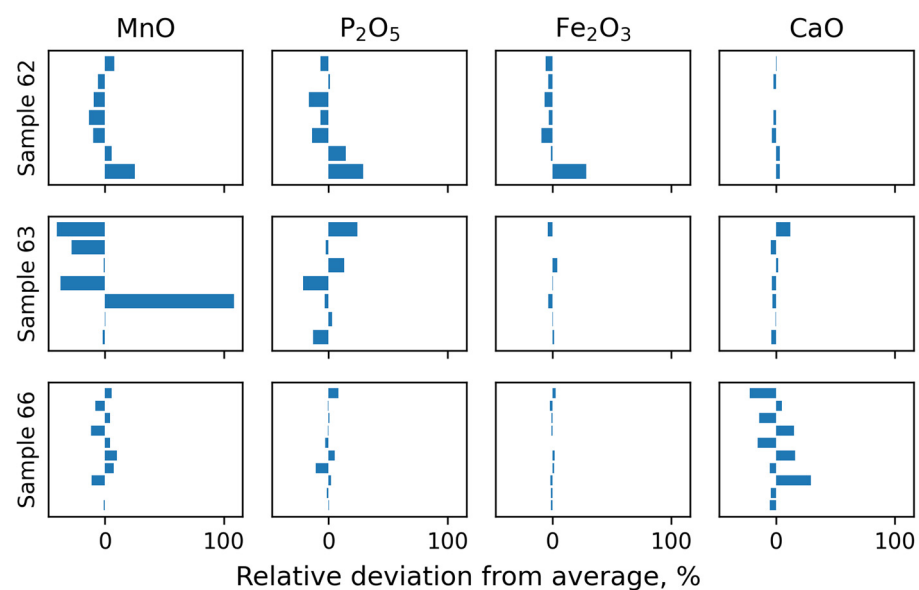 MnO P₂O₅ Fe₂O₃ CaO
Sample 62
Sample 63
Sample 66
0 100 0 100 0 100 0 100
Relative deviation from average, %